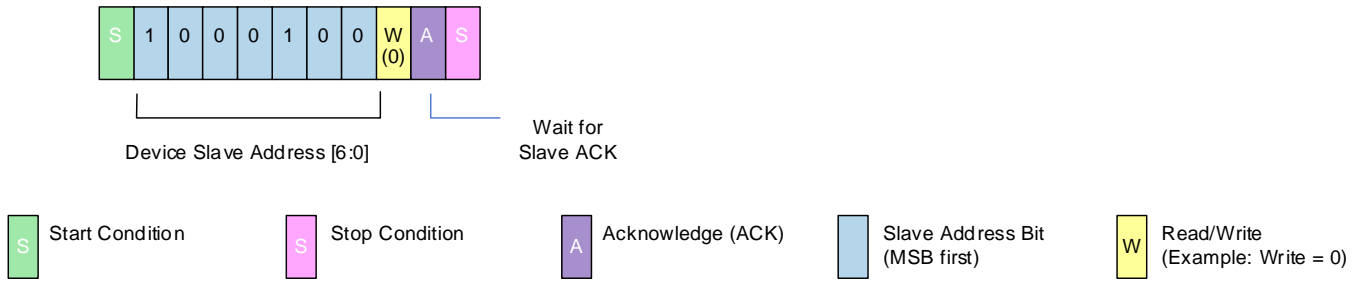 S 1 0 0 0 1 0 0 W A S
(0)
Wait for
Slave ACK
Device Slave Address [6:0]
S Start Condition
S Stop Condition
A Acknowledge (ACK)
Slave Address Bit
(MSB first)
W Read/Write
(Example: Write = 0)